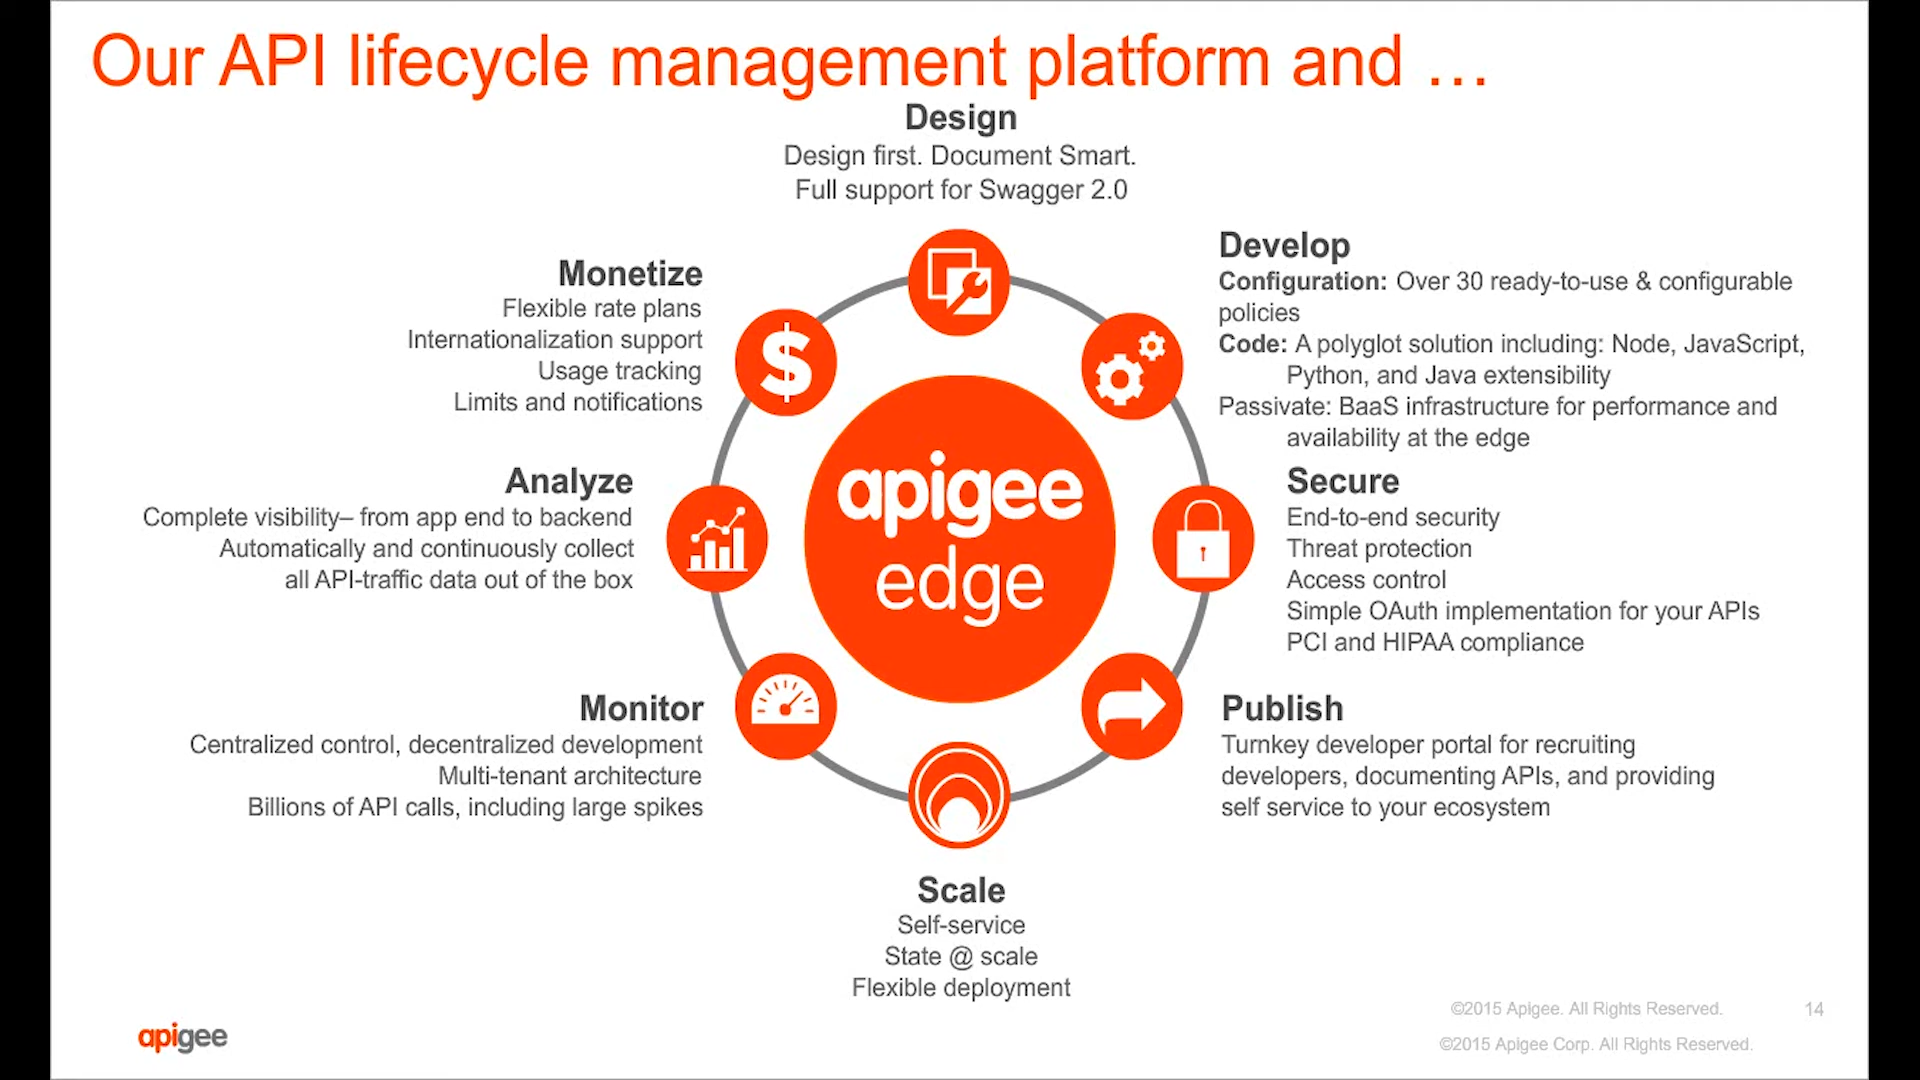 Our API lifecycle management platform and …
Design
Design first. Document Smart.
Full support for Swagger 2.0
Develop
Configuration: Over 30 ready-to-use & configurable
policies
Code: A polyglot solution including: Node, JavaScript,
Python, and Java extensibility
Passivate: BaaS infrastructure for performance and
availability at the edge
Secure
End-to-end security
Threat protection
Access control
Simple OAuth implementation for your APIs
PCI and HIPAA compliance
Publish
Turnkey developer portal for recruiting
developers, documenting APIs, and providing
self service to your ecosystem
Scale
Self-service
State @ scale
Flexible deployment
Monitor
Centralized control, decentralized development
Multi-tenant architecture
Billions of API calls, including large spikes
Analyze
Complete visibility– from app end to backend
Automatically and continuously collect
all API-traffic data out of the box
Monetize
Flexible rate plans
Internationalization support
Usage tracking
Limits and notifications
$
apigee
edge
apigee
©2015 Apigee. All Rights Reserved.
14
©2015 Apigee Corp. All Rights Reserved.